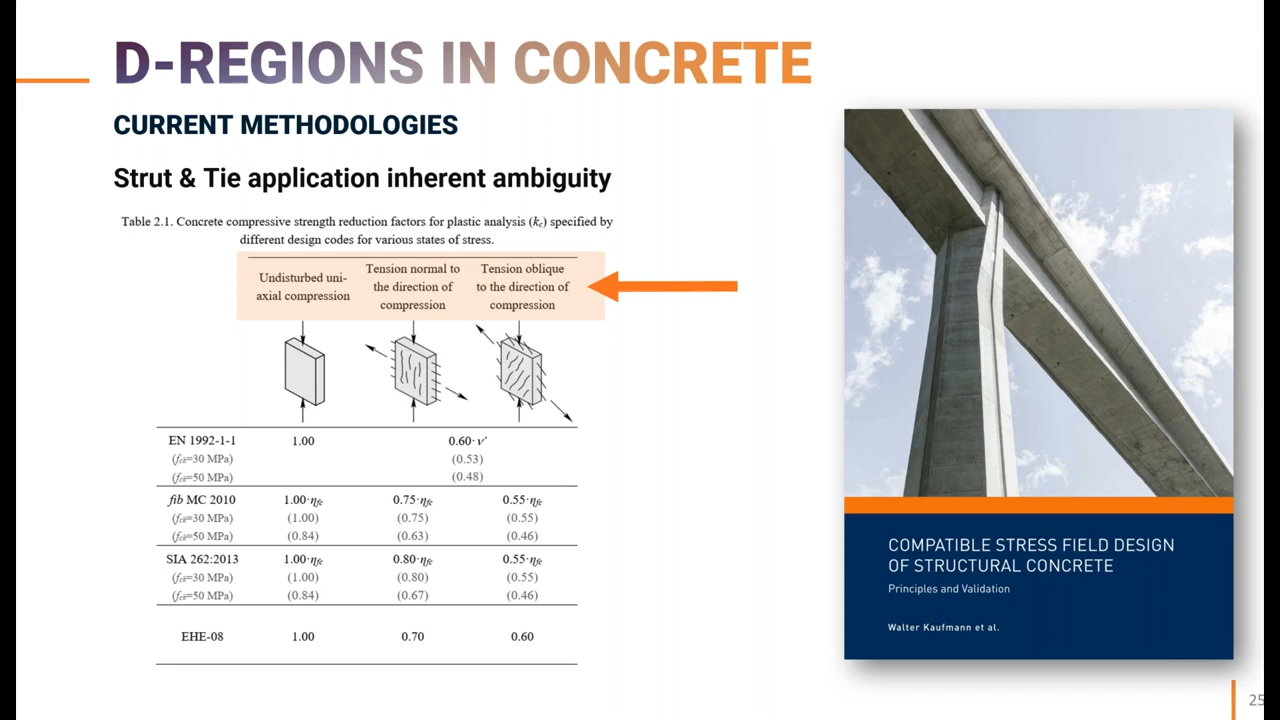 D-REGIONS IN CONCRETE
CURRENT METHODOLOGIES
Strut & Tie application inherent ambiguity
Table 2.1. Concrete compressive strength reduction factors for plastic analysis (kc) specified by
different design codes for various states of stress.
Undisturbed uni-
axial compression
Tension normal to
the direction of
compression
Tension oblique
to the direction of
compression
EN 1992-1-1 1.00 0.60·ν'
(fck=30 MPa) (0.53)
(fck=50 MPa) (0.48)
fib MC 2010 1.00·ηfc 0.75·ηfc 0.55·ηfc
(fck=30 MPa) (1.00) (0.75) (0.55)
(fck=50 MPa) (0.84) (0.63) (0.46)
SIA 262:2013 1.00·ηfc 0.80·ηfc 0.55·ηfc
(fck=30 MPa) (1.00) (0.80) (0.55)
(fck=50 MPa) (0.84) (0.67) (0.46)
EHE-08 1.00 0.70 0.60
COMPATIBLE STRESS FIELD DESIGN
OF STRUCTURAL CONCRETE
Principles and Validation
Walter Kaufmann et al.
25